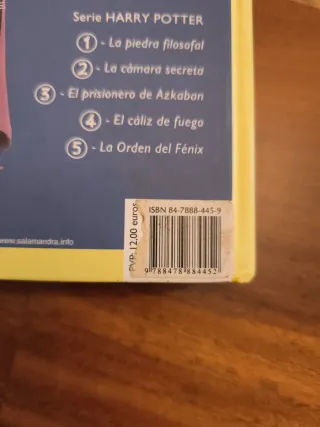 Serie HARRY POTTER
1 - La piedra filosofal
2 - La cámara secreta
3 - El prisionero de Azkaban
4 - El cáliz de fuego
5 - La Orden del Fénix
www.salamandra.info
PVP: 12,00 euros
ISBN 84-7888-445-9
9 788478 884452